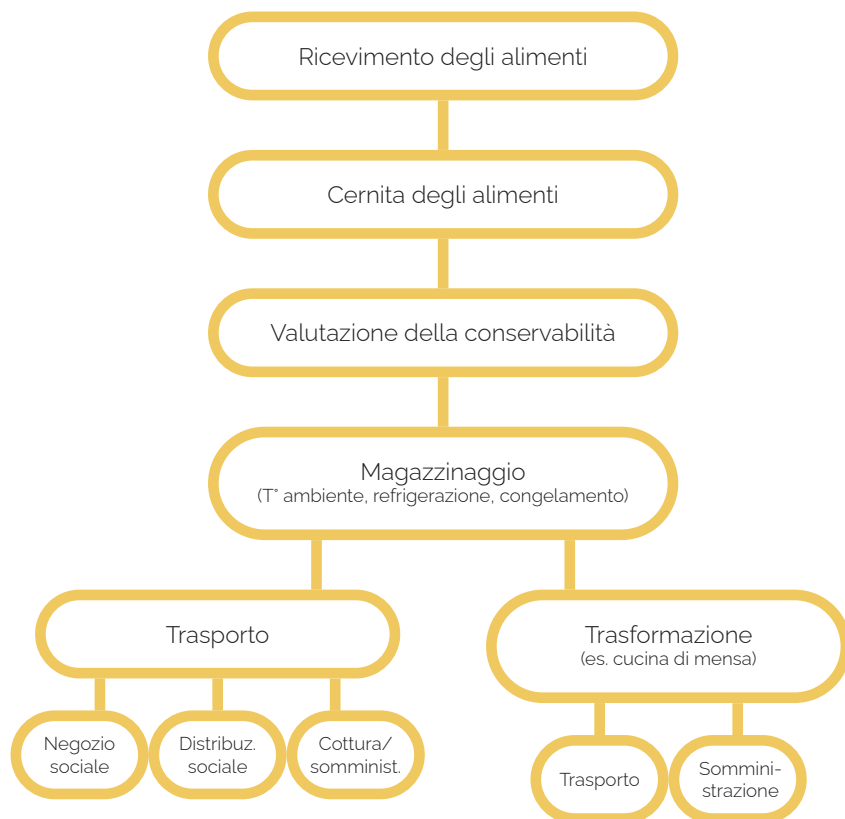 Ricevimento degli alimenti
Cernita degli alimenti
Valutazione della conservabilità
Magazzinaggio
(T° ambiente, refrigerazione, congelamento)
Trasporto
Trasformazione
(es. cucina di mensa)
Negozio
sociale
Distribuz.
sociale
Cottura/
somminist.
Trasporto
Sommini-
strazione